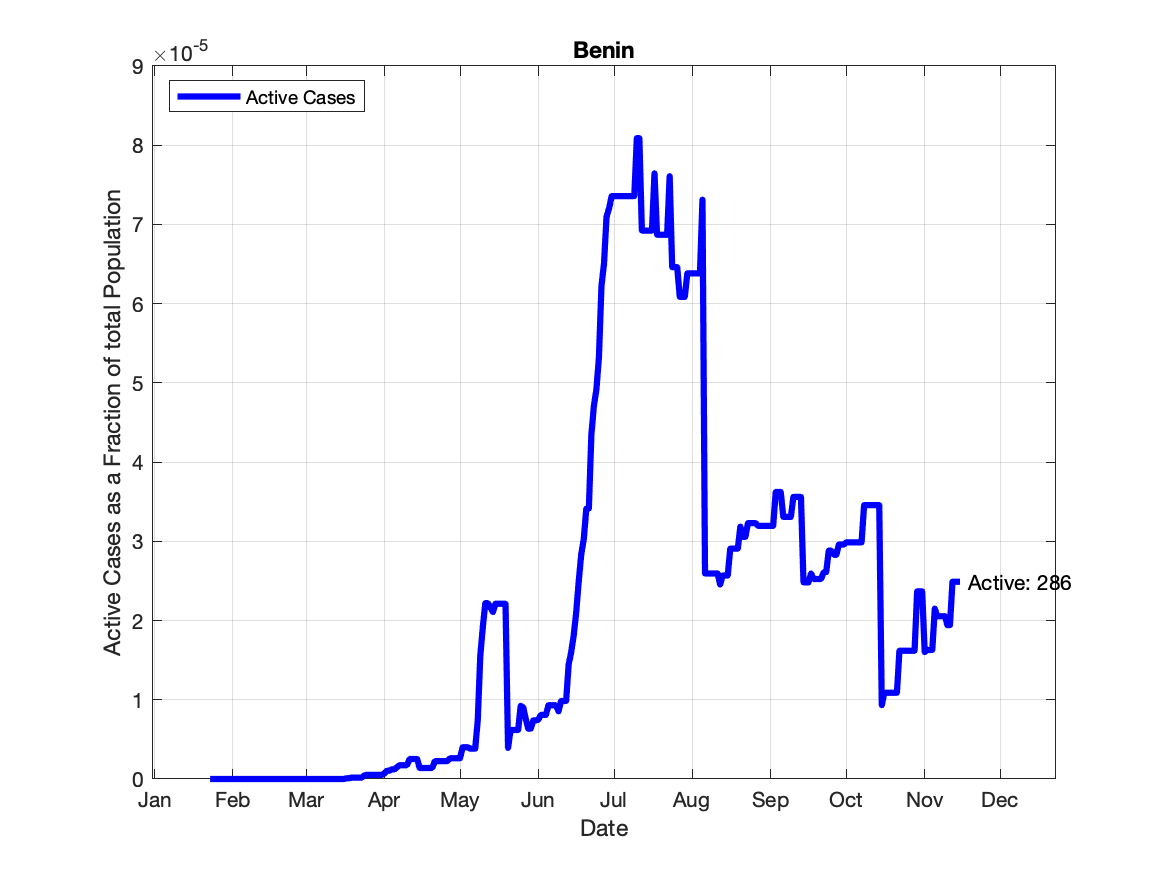 Benin
×10-5
Active Cases
9
8
7
6
5
4
3
2
1
0
Active Cases as a Fraction of total Population
Active: 286
Jan Feb Mar Apr May Jun Jul Aug Sep Oct Nov Dec
Date